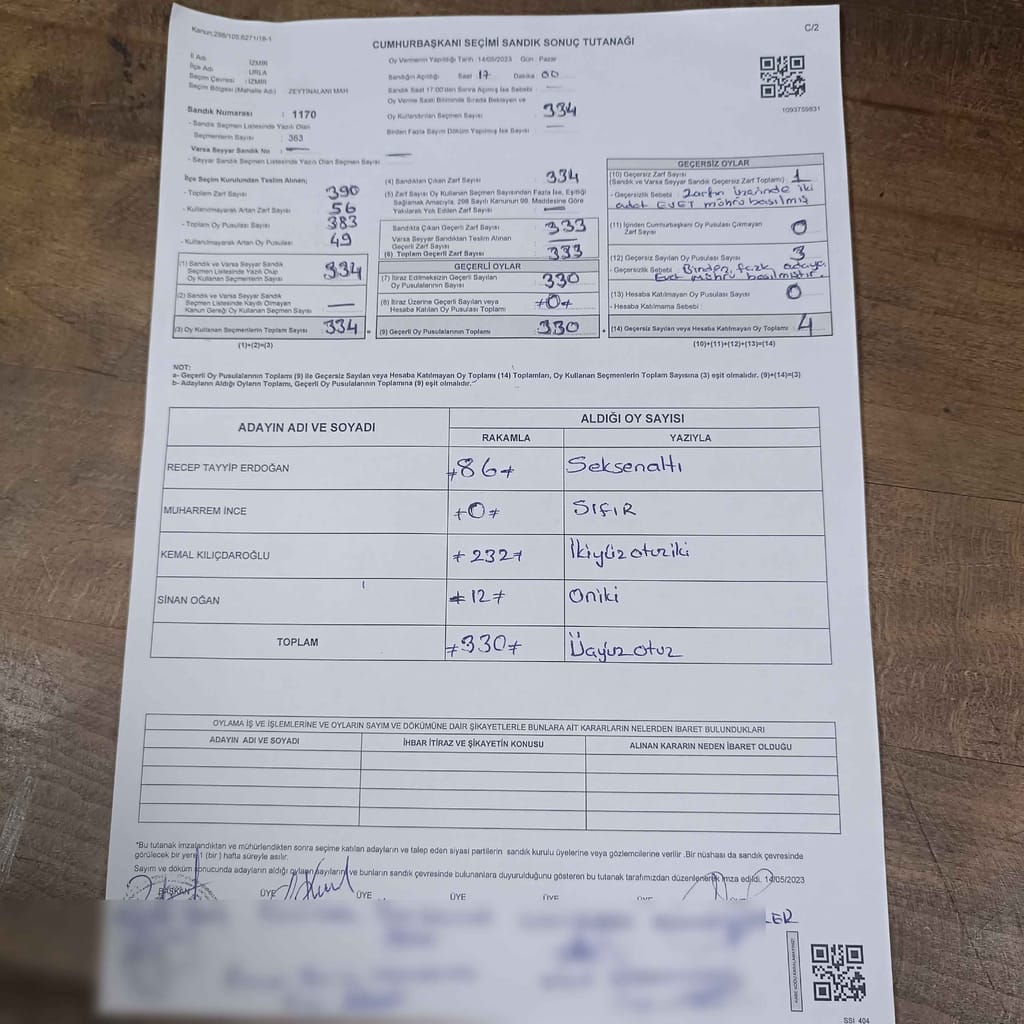 Kanun:298/105,6271/18-1
C/2
CUMHURBAŞKANI SEÇİMİ SANDIK SONUÇ TUTANAĞI
İl Adı : İZMİR
İlçe Adı : URLA
Seçim Çevresi : İZMİR
Seçim Bölgesi (Mahalle Adı) ZEYTİNALANI MAH
Oy Vermenin Yapıldığı Tarih : 14/05/2023 Gün : Pazar
Sandığın Açıldığı Saat 17 Dakika 00
Sandık Saat 17:00'den Sonra Açılmış İse Sebebi
Oy Verme Saati Bitiminde Sırada Bekleyen ve
Oy Kullandırılan Seçmen Sayısı 334
Birden Fazla Sayım Döküm Yapılmış İse Sayısı —
1093769831
Sandık Numarası : 1170
- Sandık Seçmen Listesinde Yazılı Olan
Seçmenlerin Sayısı : 383
Varsa Seyyar Sandık No : —
- Seyyar Sandık Seçmen Listesinde Yazılı Olan Seçmen Sayısı —
İlçe Seçim Kurulundan Teslim Alınan;
- Toplam Zarf Sayısı 390
- Kullanılmayarak Artan Zarf Sayısı 56
- Toplam Oy Pusulası Sayısı 383
- Kullanılmayarak Artan Oy Pusulası 49
(1) Sandık ve Varsa Seyyar Sandık
Seçmen Listesinde Yazılı Olup
Oy Kullanan Seçmenlerin Sayısı 334
(2) Sandık ve Varsa Seyyar Sandık
Seçmen Listesinde Kayıtlı Olmayan
Kanun Gereği Oy Kullanan Seçmen Sayısı —
(3) Oy Kullanan Seçmenlerin Toplam Sayısı 334 =
(1)+(2)=(3)
(4) Sandıktan Çıkan Zarf Sayısı 334
(5) Zarf Sayısı Oy Kullanan Seçmen Sayısından Fazla İse, Eşitliği
Sağlamak Amacıyla, 298 Sayılı Kanunun 98. Maddesine Göre
Yakılarak Yok Edilen Zarf Sayısı —
Sandıkta Çıkan Geçerli Zarf Sayısı 333
Varsa Seyyar Sandıktan Teslim Alınan
Geçerli Zarf Sayısı —
(6) Toplam Geçerli Zarf Sayısı 333
GEÇERLİ OYLAR
(7) İtiraz Edilmeksizin Geçerli Sayılan
Oy Pusulalarının Sayısı 330
(8) İtiraz Üzerine Geçerli Sayılan veya
Hesaba Katılan Oy Pusulaları Toplamı 0
(9) Geçerli Oy Pusulalarının Toplamı 330 +
GEÇERSİZ OYLAR
(10) Geçersiz Zarf Sayısı
(Sandık ve Varsa Seyyar Sandık Geçersiz Zarf Toplamı) 1
- Geçersizlik Sebebi : Zarfın üzerinde iki
adet EVET mührü basılmış
(11) İçinden Cumhurbaşkanı Oy Pusulası Çıkmayan
Zarf Sayısı 0
(12) Geçersiz Sayılan Oy Pusulası Sayısı 3
- Geçersizlik Sebebi : Birden fazla adaya
Evet mührü basılmıştır.
(13) Hesaba Katılmayan Oy Pusulası Sayısı 0
- Hesaba Katılmama Sebebi :
(14) Geçersiz Sayılan veya Hesaba Katılmayan Oy Toplamı 4
(10)+(11)+(12)+(13)=(14)
NOT:
a- Geçerli Oy Pusulalarının Toplamı (9) ile Geçersiz Sayılan veya Hesaba Katılmayan Oy Toplamı (14) Toplamları, Oy Kullanan Seçmenlerin Toplam Sayısına (3) eşit olmalıdır. (9)+(14)=(3)
b- Adayların Aldığı Oyların Toplamı, Geçerli Oy Pusulalarının Toplamına (9) eşit olmalıdır.
ADAYIN ADI VE SOYADI ALDIĞI OY SAYISI
RAKAMLA YAZIYLA
RECEP TAYYİP ERDOĞAN 86 Seksenaltı
MUHARREM İNCE 0 SIFIR
KEMAL KILIÇDAROĞLU 232 İkiyüzotuziki
SİNAN OĞAN 12 Oniki
TOPLAM 330 Üçyüzotuz
OYLAMA İŞ VE İŞLEMLERİNE VE OYLARIN SAYIM VE DÖKÜMÜNE DAİR ŞİKAYETLERLE BUNLARA AİT KARARLARIN NELERDEN İBARET BULUNDUKLARI
ADAYIN ADI VE SOYADI İHBAR İTİRAZ VE ŞİKAYETİN KONUSU ALINAN KARARIN NEDEN İBARET OLDUĞU
*Bu tutanak imzalandıktan ve mühürlendikten sonra seçime katılan adayların ve talep eden siyasi partilerin sandık kurulu üyelerine veya gözlemcilerine verilir .Bir nüshası da sandık çevresinde
görülecek bir yere 1 (bir ) hafta süreyle asılır.
Sayım ve döküm sonucunda adayların aldığı oyların sayılarını ve bunların sandık çevresinde bulunanlara duyurulduğunu gösteren bu tutanak tarafımızdan düzenlenerek imza edildi. 14/05/2023
BAŞKAN ÜYE ÜYE ÜYE ÜYE ÜYE
LER
SSI 404